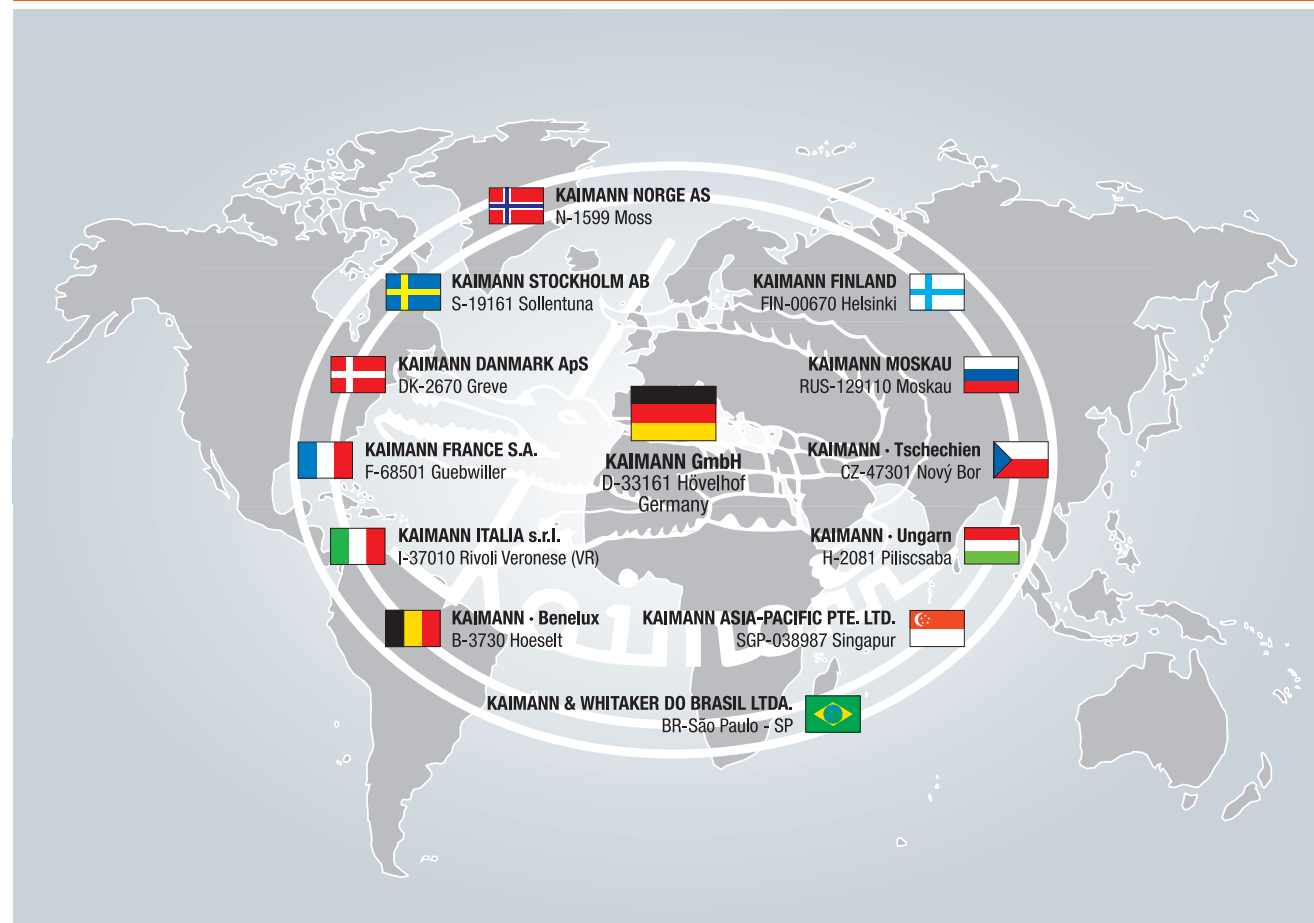 KAIMANN NORGE AS
N-1599 Moss
KAIMANN STOCKHOLM AB
S-19161 Sollentuna
KAIMANN FINLAND
FIN-00670 Helsinki
KAIMANN DANMARK ApS
DK-2670 Greve
KAIMANN MOSKAU
RUS-129110 Moskau
KAIMANN FRANCE S.A.
F-68501 Guebwiller
KAIMANN GmbH
D-33161 Hövelhof
Germany
KAIMANN · Tschechien
CZ-47301 Nový Bor
KAIMANN ITALIA s.r.l.
I-37010 Rivoli Veronese (VR)
KAIMANN · Ungarn
H-2081 Piliscsaba
KAIMANN · Benelux
B-3730 Hoeselt
KAIMANN ASIA-PACIFIC PTE. LTD.
SGP-038987 Singapur
KAIMANN & WHITAKER DO BRASIL LTDA.
BR-São Paulo - SP